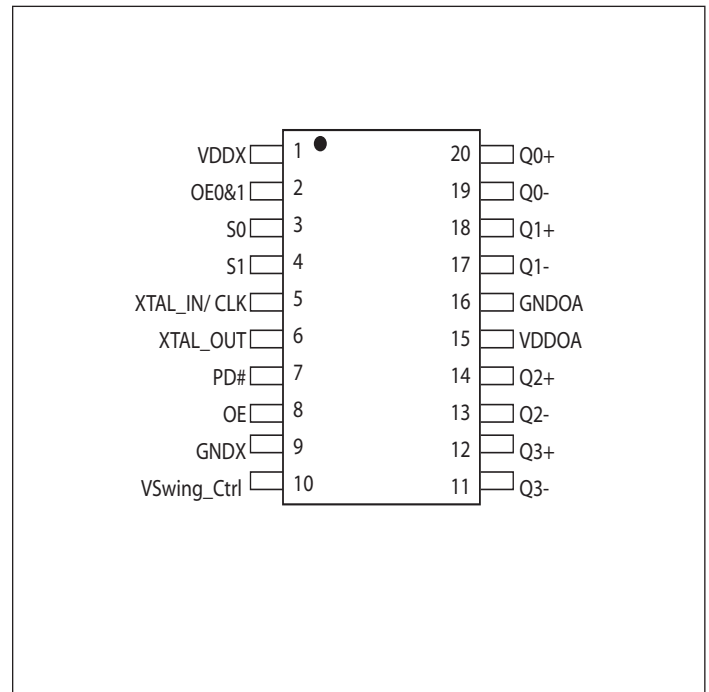 VDDX 1 20 Q0+
OE0&1 2 19 Q0-
S0 3 18 Q1+
S1 4 17 Q1-
XTAL_IN/ CLK 5 16 GNDOA
XTAL_OUT 6 15 VDDOA
PD# 7 14 Q2+
OE 8 13 Q2-
GNDX 9 12 Q3+
VSwing_Ctrl 10 11 Q3-